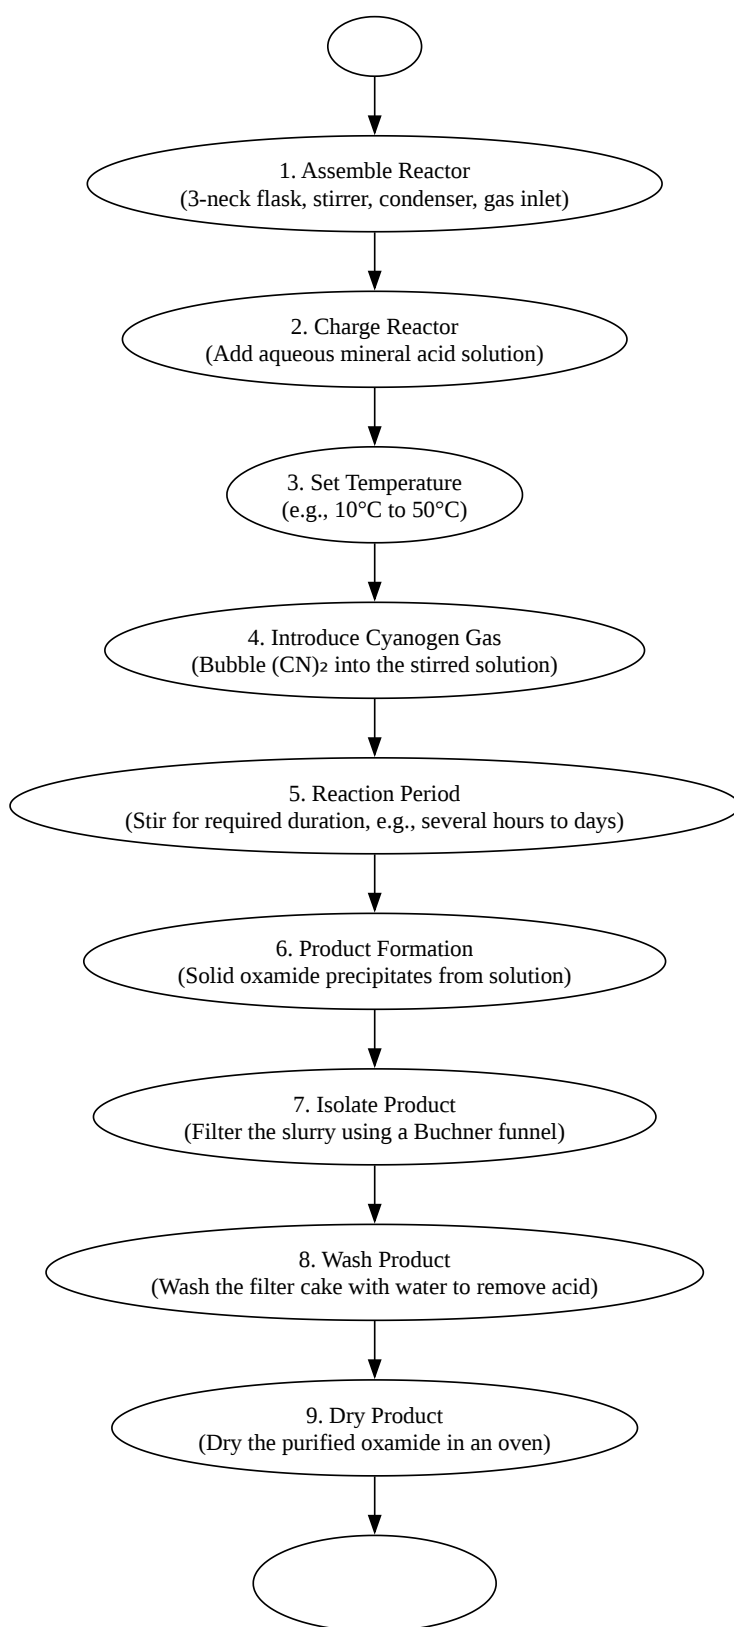 1. Assemble Reactor
(3-neck flask, stirrer, condenser, gas inlet)
2. Charge Reactor
(Add aqueous mineral acid solution)
3. Set Temperature
(e.g., 10°C to 50°C)
4. Introduce Cyanogen Gas
(Bubble (CN)₂ into the stirred solution)
5. Reaction Period
(Stir for required duration, e.g., several hours to days)
6. Product Formation
(Solid oxamide precipitates from solution)
7. Isolate Product
(Filter the slurry using a Buchner funnel)
8. Wash Product
(Wash the filter cake with water to remove acid)
9. Dry Product
(Dry the purified oxamide in an oven)